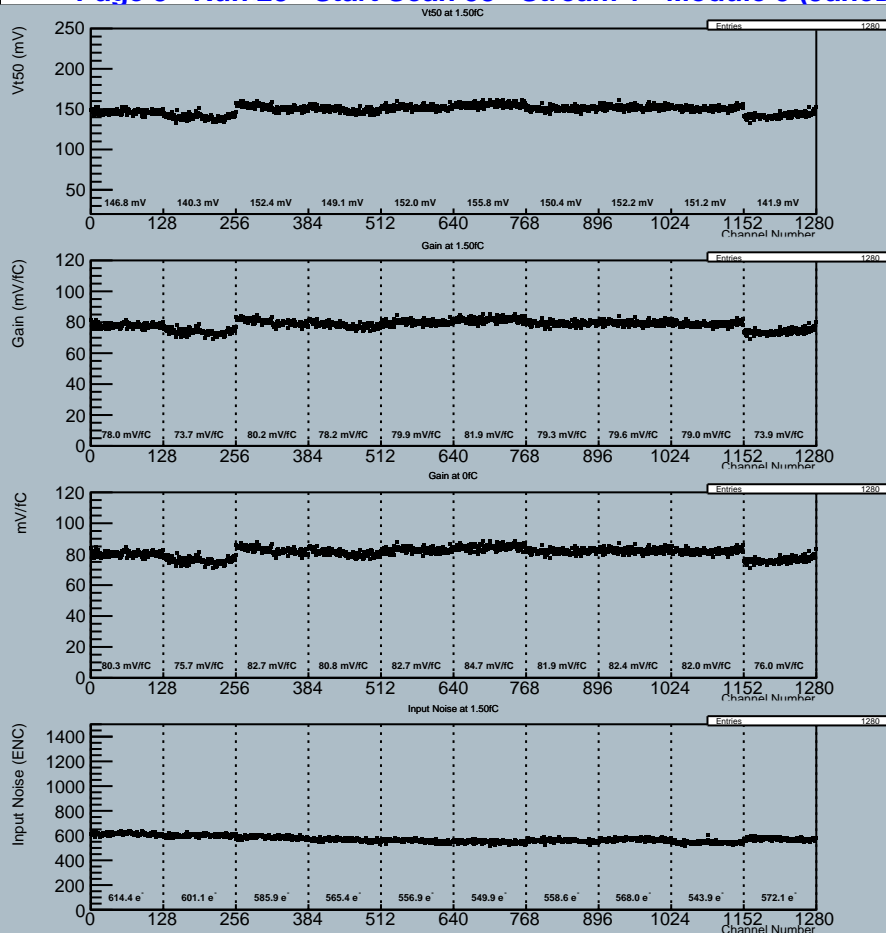 Vt50 at 1.50fC
Entries 1280
Vt50 (mV)
250
200
150
100
50
146.8 mV 140.3 mV 152.4 mV 149.1 mV 152.0 mV 155.8 mV 150.4 mV 152.2 mV 151.2 mV 141.9 mV
0 128 256 384 512 640 768 896 1024 1152 1280
Channel Number
Gain at 1.50fC
Entries 1280
Gain (mV/fC)
120
100
80
60
40
20
0
78.0 mV/fC 73.7 mV/fC 80.2 mV/fC 78.2 mV/fC 79.9 mV/fC 81.9 mV/fC 79.3 mV/fC 79.6 mV/fC 79.0 mV/fC 73.9 mV/fC
0 128 256 384 512 640 768 896 1024 1152 1280
Channel Number
Gain at 0fC
Entries 1280
mV/fC
120
100
80
60
40
20
0
80.3 mV/fC 75.7 mV/fC 82.7 mV/fC 80.8 mV/fC 82.7 mV/fC 84.7 mV/fC 81.9 mV/fC 82.4 mV/fC 82.0 mV/fC 76.0 mV/fC
0 128 256 384 512 640 768 896 1024 1152 1280
Channel Number
Input Noise at 1.50fC
Entries 1280
Input Noise (ENC)
1400
1200
1000
800
600
400
200
0
614.4 e⁻ 601.1 e⁻ 585.9 e⁻ 565.4 e⁻ 556.9 e⁻ 549.9 e⁻ 558.6 e⁻ 568.0 e⁻ 543.9 e⁻ 572.1 e⁻
0 128 256 384 512 640 768 896 1024 1152 1280
Channel Number